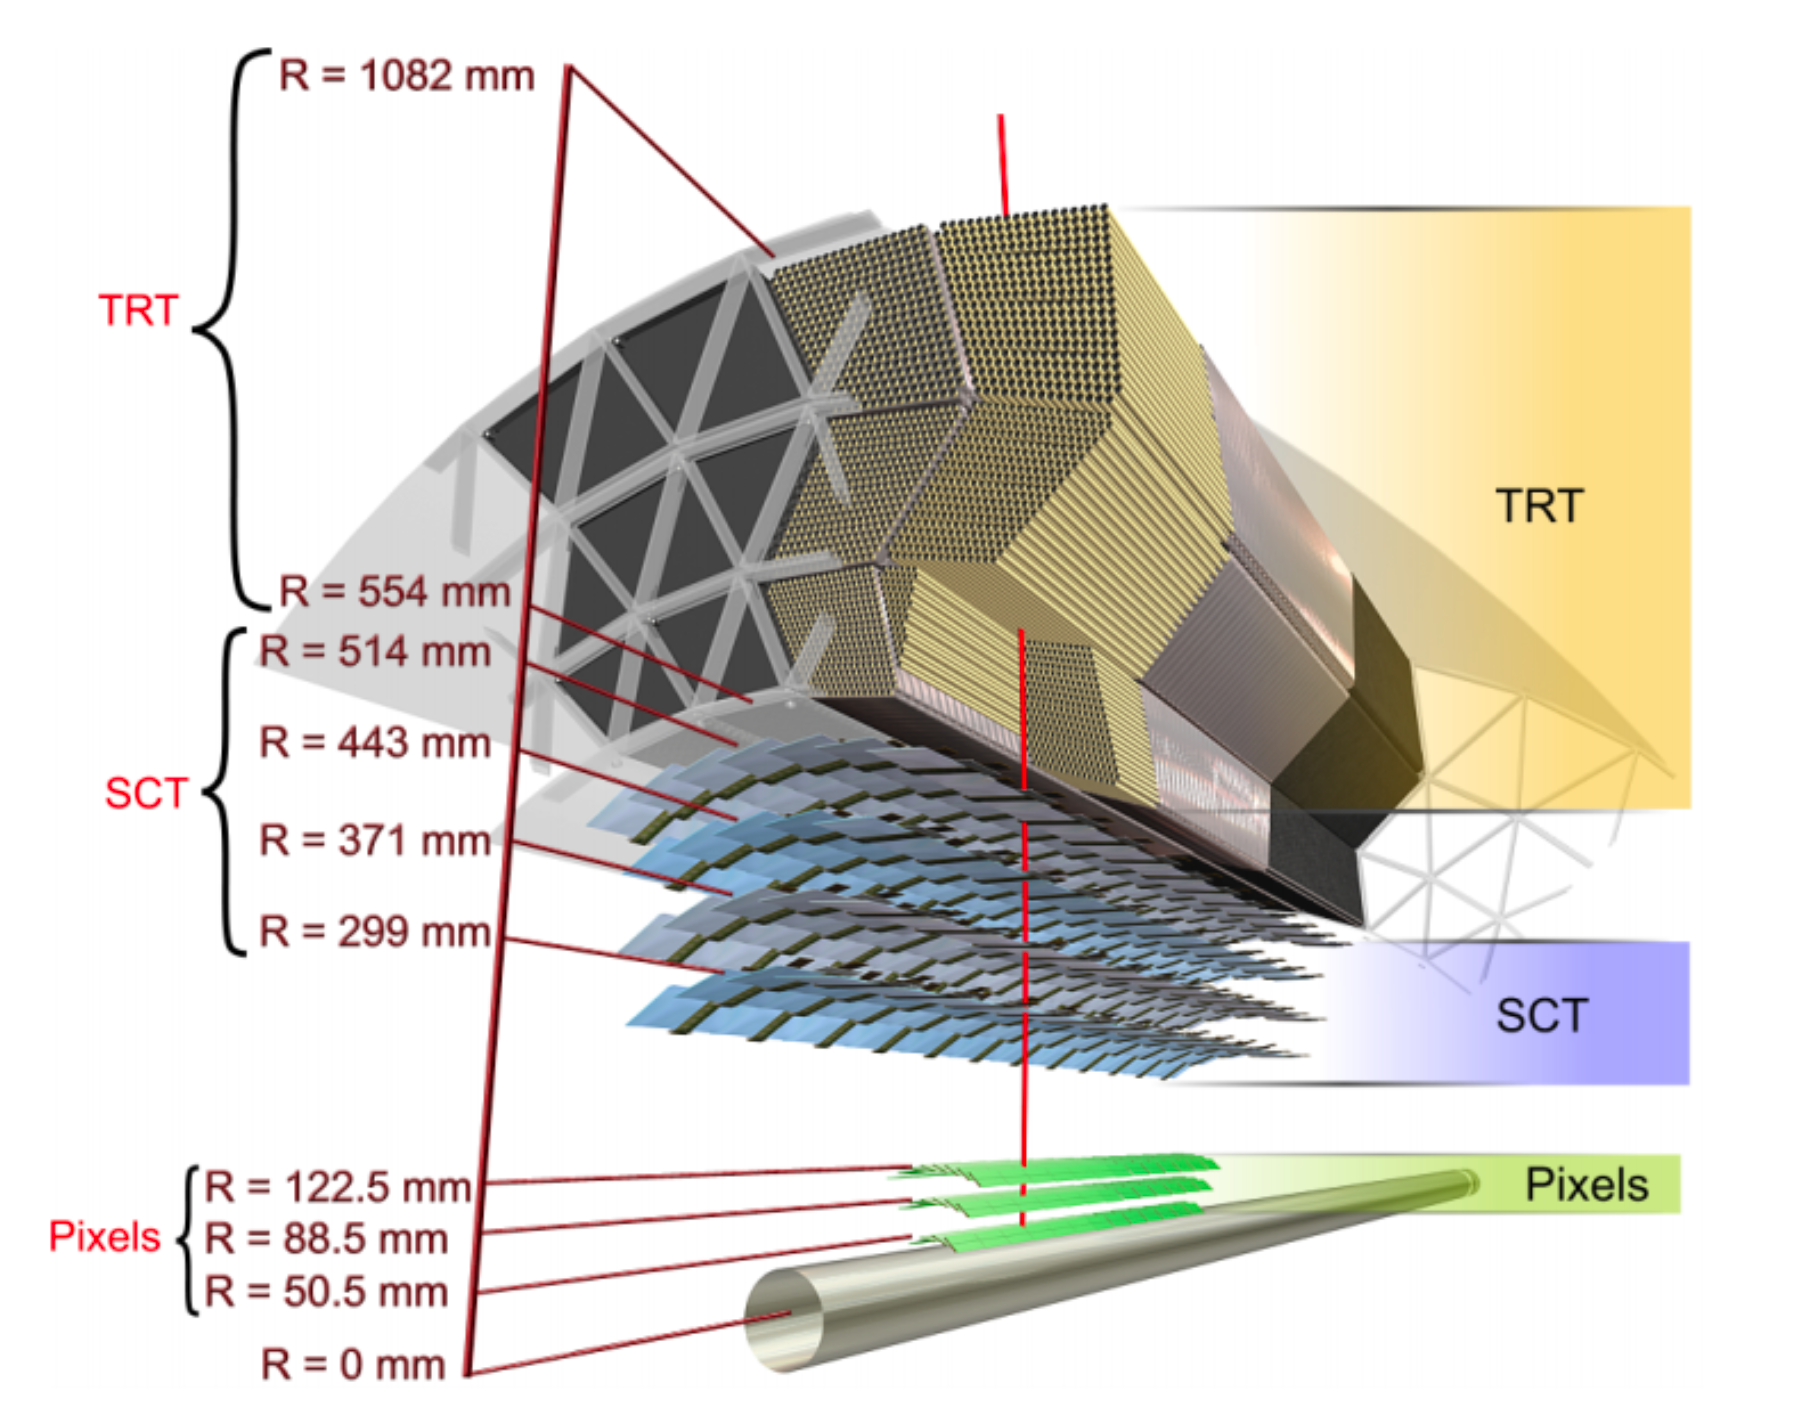 R = 1082 mm
TRT
TRT
R = 554 mm
R = 514 mm
R = 443 mm
SCT
R = 371 mm
R = 299 mm
SCT
R = 122.5 mm
Pixels
Pixels
R = 88.5 mm
R = 50.5 mm
R = 0 mm